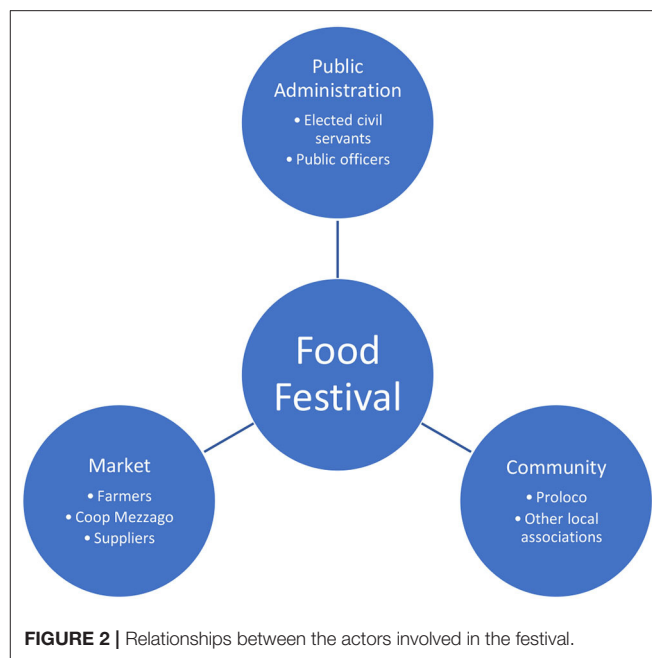 Public
Administration
• Elected civil
servants
• Public officers
Food
Festival
Market
• Farmers
• Coop Mezzago
• Suppliers
Community
• Proloco
• Other local
associations
FIGURE 2 | Relationships between the actors involved in the festival.